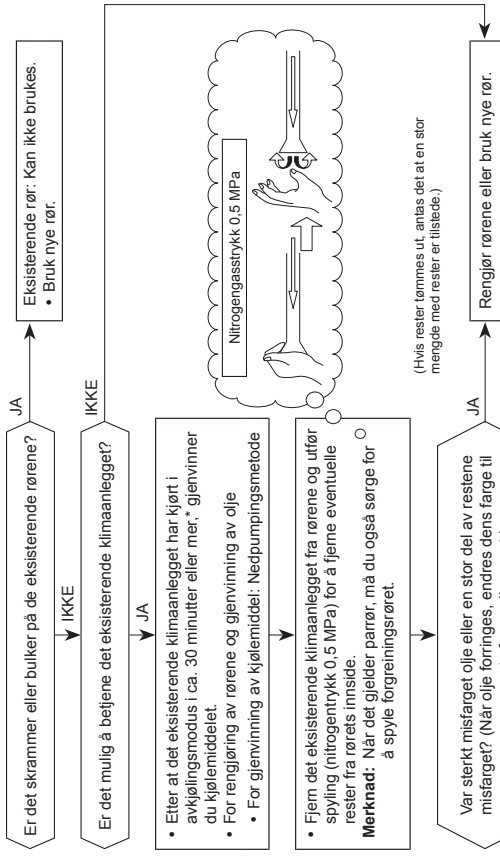 Er det skrammer eller bulker på de eksisterende rørene?
JA
Eksisterende rør: Kan ikke brukes.
• Bruk nye rør.
IKKE
Er det mulig å betjene det eksisterende klimaanlegget?
IKKE
JA
• Etter at det eksisterende klimaanlegget har kjørt i
avkjølingsmodus i ca. 30 minutter eller mer,* gjenvinner
du kjølemiddelet.
• For rengjøring av rørene og gjenvinning av olje
• For gjenvinning av kjølemiddel: Nedpumpingsmetode
Nitrogengasstrykk 0,5 MPa
• Fjern det eksisterende klimaanlegget fra rørene og utfør
spyling (nitrogentrykk 0,5 MPa) for å fjerne eventuelle
rester fra rørets innside.
Merknad: Når det gjelder parrør, må du også sørge for
å spyle forgreiningsrøret.
(Hvis rester tømmes ut, antas det at en stor
mengde med rester er tilstede.)
Var sterkt misfarget olje eller en stor del av restene
misfarget? (Når olje forringes, endres dens farge til
JA
Rengjør rørene eller bruk nye rør.